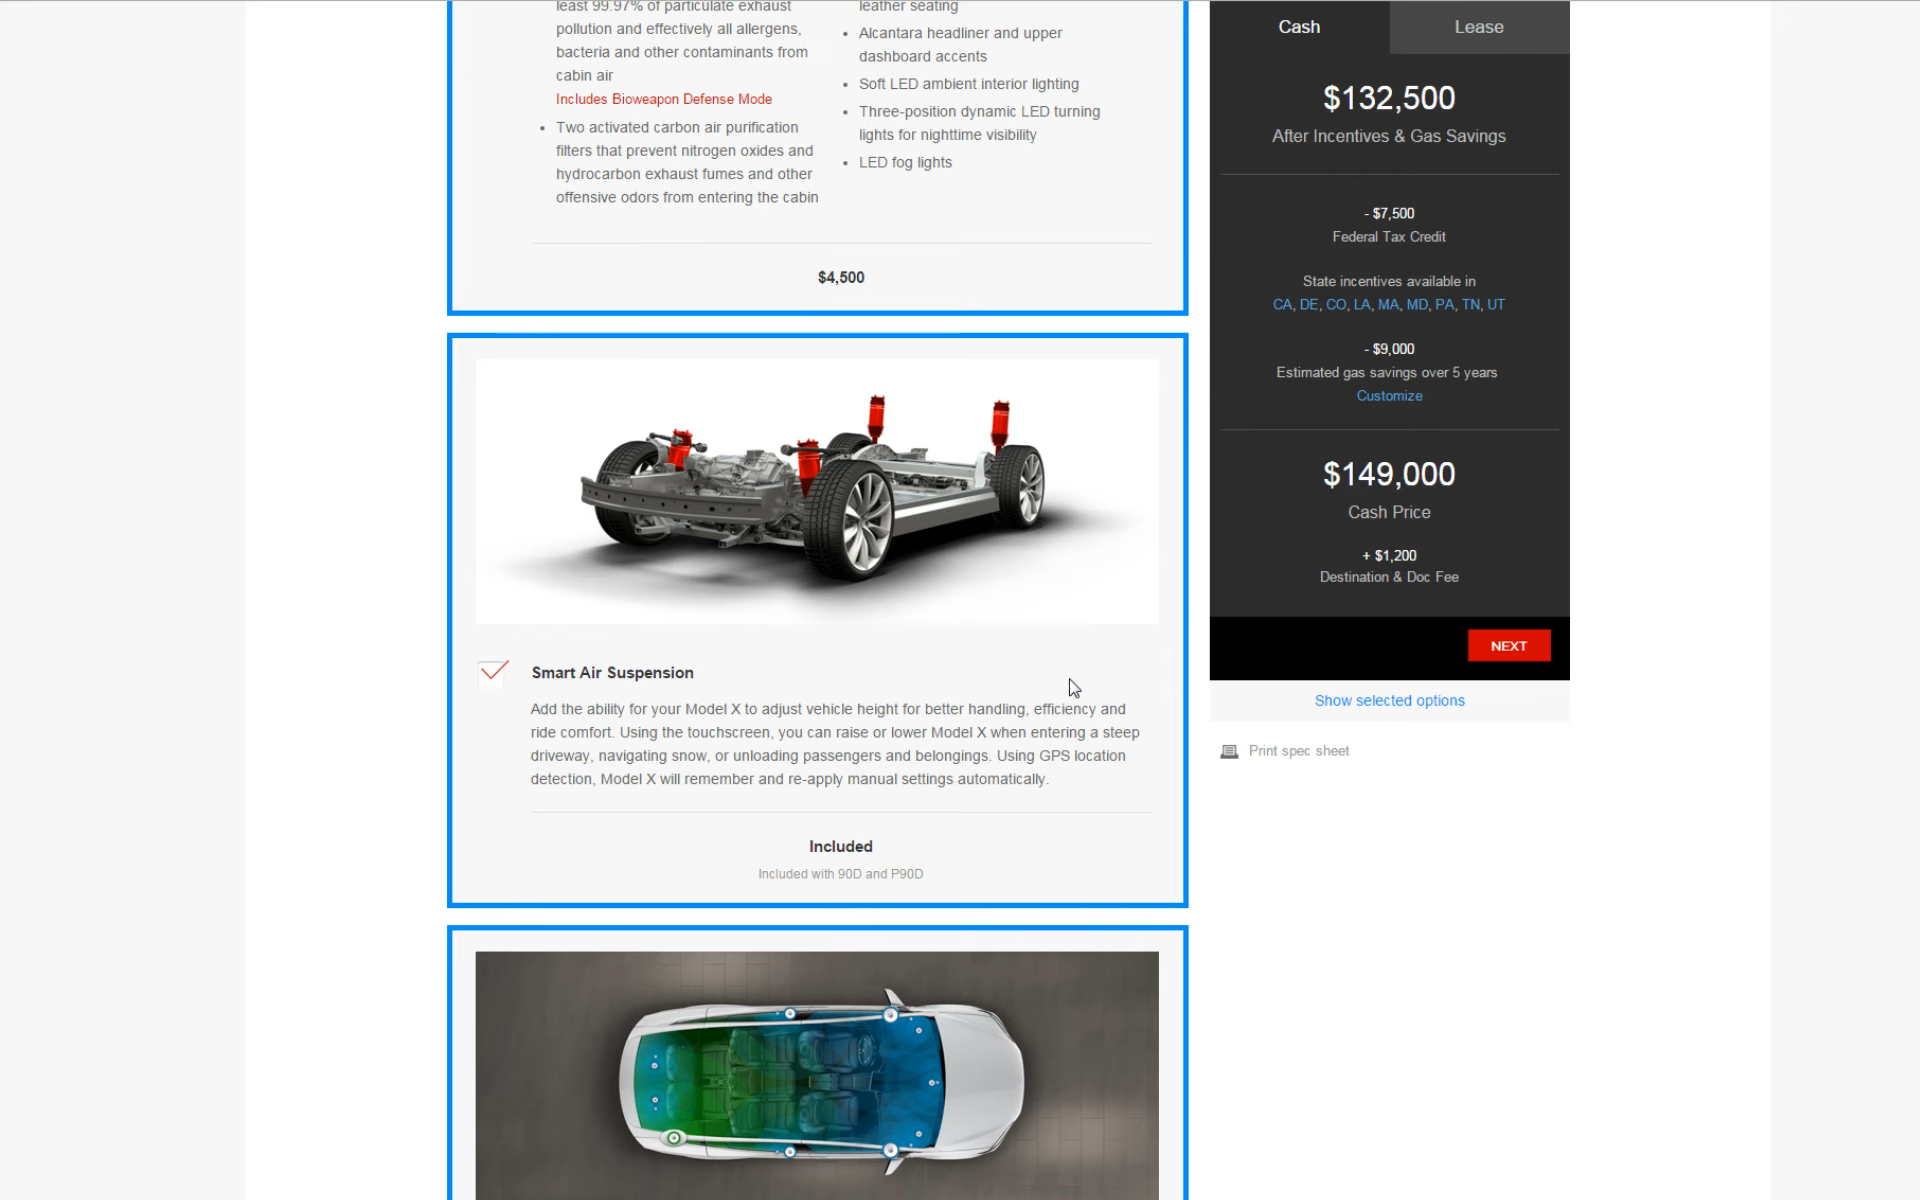 least 99.97% of particulate exhaust
pollution and effectively all allergens,
bacteria and other contaminants from
cabin air
Includes Bioweapon Defense Mode
Two activated carbon air purification
filters that prevent nitrogen oxides and
hydrocarbon exhaust fumes and other
offensive odors from entering the cabin
leather seating
Alcantara headliner and upper
dashboard accents
Soft LED ambient interior lighting
Three-position dynamic LED turning
lights for nighttime visibility
LED fog lights
$4,500
Smart Air Suspension
Add the ability for your Model X to adjust vehicle height for better handling, efficiency and
ride comfort. Using the touchscreen, you can raise or lower Model X when entering a steep
driveway, navigating snow, or unloading passengers and belongings. Using GPS location
detection, Model X will remember and re-apply manual settings automatically.
Included
Included with 90D and P90D
Cash
Lease
$132,500
After Incentives & Gas Savings
- $7,500
Federal Tax Credit
State incentives available in
CA, DE, CO, LA, MA, MD, PA, TN, UT
- $9,000
Estimated gas savings over 5 years
Customize
$149,000
Cash Price
+ $1,200
Destination & Doc Fee
NEXT
Show selected options
Print spec sheet